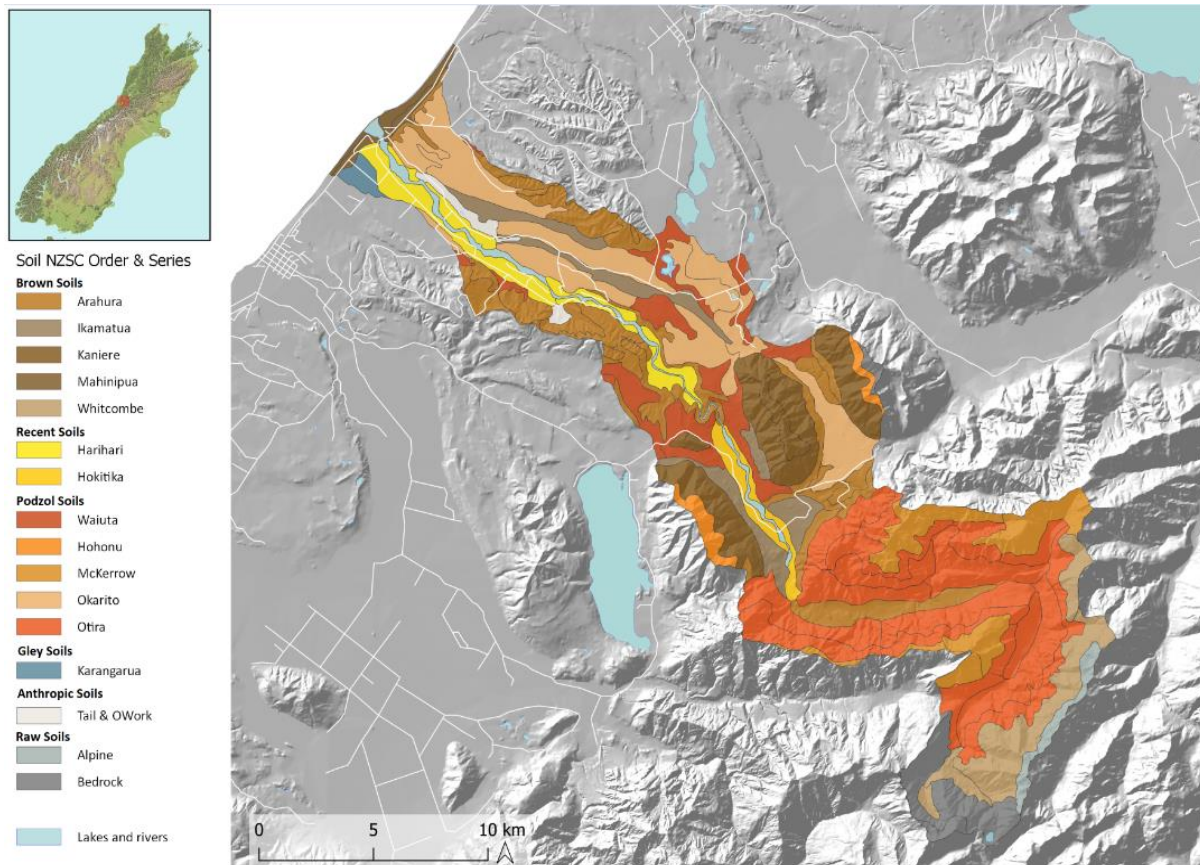 Soil NZSC Order & Series
Brown Soils
Arahura
Ikamatua
Kaniere
Mahinipua
Whitcombe
Recent Soils
Harihari
Hokitika
Podzol Soils
Waiuta
Hohonu
McKerrow
Okarito
Otira
Gley Soils
Karangarua
Anthropic Soils
Tail & OWork
Raw Soils
Alpine
Bedrock
Lakes and rivers
0 5 10 km